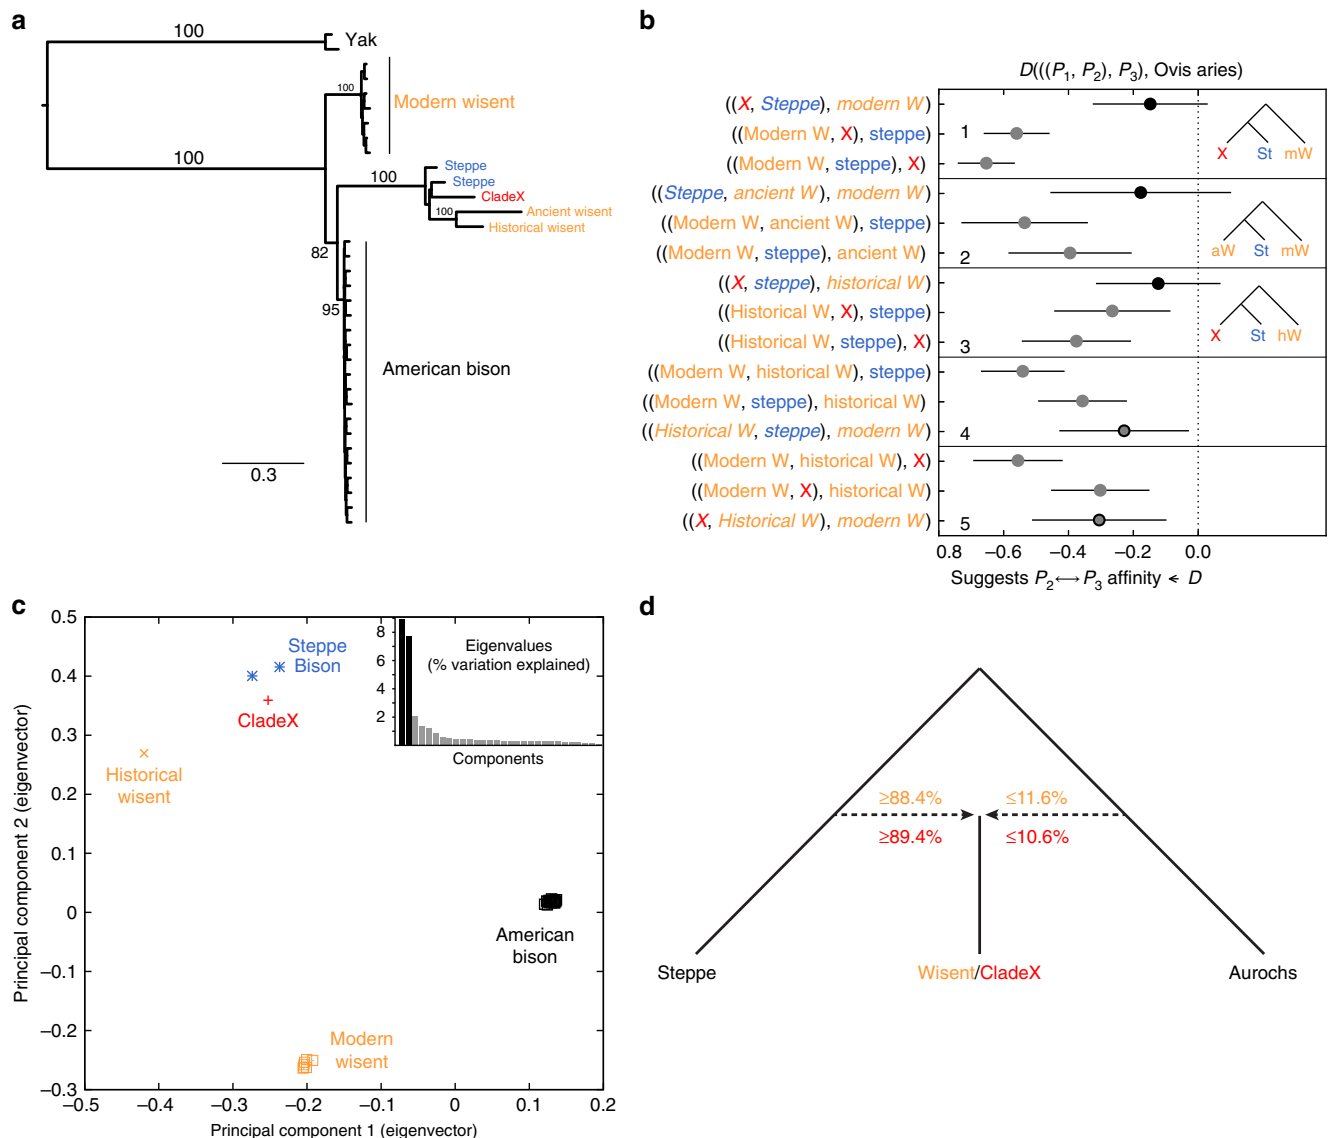 a
100
Yak
100
Modern wisent
100
100
Steppe
Steppe
CladeX
100
Ancient wisent
Historical wisent
82
95
American bison
0.3
b
D(((P1, P2), P3), Ovis aries)
((X, Steppe), modern W)
((Modern W, X), steppe)
((Modern W, steppe), X)
1
X St mW
((Steppe, ancient W), modern W)
((Modern W, ancient W), steppe)
((Modern W, steppe), ancient W)
2
aW St mW
((X, steppe), historical W)
((Historical W, X), steppe)
((Historical W, steppe), X)
3
X St hW
((Modern W, historical W), steppe)
((Modern W, steppe), historical W)
((Historical W, steppe), modern W)
4
((Modern W, historical W), X)
((Modern W, X), historical W)
((X, Historical W), modern W)
5
0.8 −0.6 −0.4 −0.2 0.0
Suggests P2 ⟷ P3 affinity < D
c
0.5
0.4
0.3
0.2
0.1
0
−0.1
−0.2
−0.3
Principal component 2 (eigenvector)
Steppe
Bison
CladeX
Historical
wisent
8
6
4
2
Eigenvalues
(% variation explained)
Components
American
bison
Modern
wisent
−0.5 −0.4 −0.3 −0.2 −0.1 0 0.1 0.2
Principal component 1 (eigenvector)
d
≥88.4% ≤11.6%
≥89.4% ≤10.6%
Steppe Wisent/CladeX Aurochs